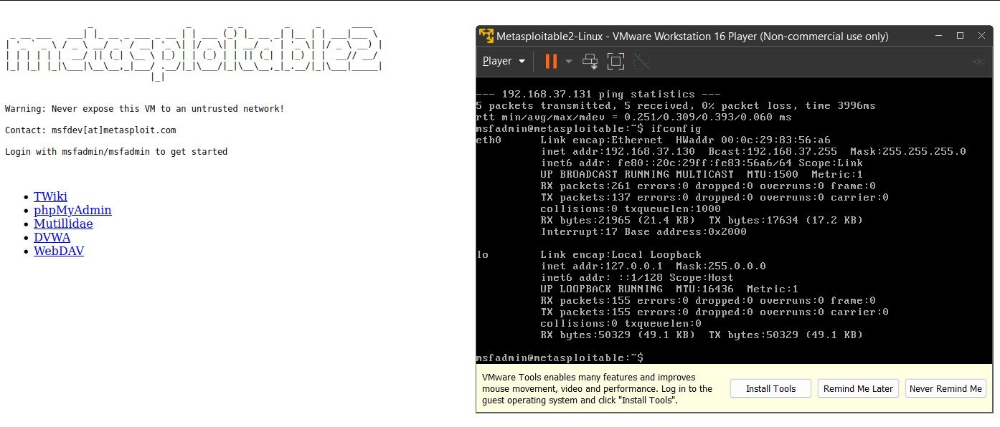 metasploitable2
Warning: Never expose this VM to an untrusted network!
Contact: msfdev[at]metasploit.com
Login with msfadmin/msfadmin to get started
TWiki
phpMyAdmin
Mutillidae
DVWA
WebDAV
Metasploitable2-Linux - VMware Workstation 16 Player (Non-commercial use only)
Player
--- 192.168.37.131 ping statistics ---
5 packets transmitted, 5 received, 0% packet loss, time 3996ms
rtt min/avg/max/mdev = 0.251/0.309/0.393/0.060 ms
msfadmin@metasploitable:~$ ifconfig
eth0 Link encap:Ethernet HWaddr 00:0c:29:83:56:a6
inet addr:192.168.37.130 Bcast:192.168.37.255 Mask:255.255.255.0
inet6 addr: fe80::20c:29ff:fe83:56a6/64 Scope:Link
UP BROADCAST RUNNING MULTICAST MTU:1500 Metric:1
RX packets:261 errors:0 dropped:0 overruns:0 frame:0
TX packets:137 errors:0 dropped:0 overruns:0 carrier:0
collisions:0 txqueuelen:1000
RX bytes:21965 (21.4 KB) TX bytes:17634 (17.2 KB)
Interrupt:17 Base address:0x2000
lo Link encap:Local Loopback
inet addr:127.0.0.1 Mask:255.0.0.0
inet6 addr: ::1/128 Scope:Host
UP LOOPBACK RUNNING MTU:16436 Metric:1
RX packets:155 errors:0 dropped:0 overruns:0 frame:0
TX packets:155 errors:0 dropped:0 overruns:0 carrier:0
collisions:0 txqueuelen:0
RX bytes:50329 (49.1 KB) TX bytes:50329 (49.1 KB)
msfadmin@metasploitable:~$
VMware Tools enables many features and improves
mouse movement, video and performance. Log in to the
guest operating system and click "Install Tools".
Install Tools
Remind Me Later
Never Remind Me